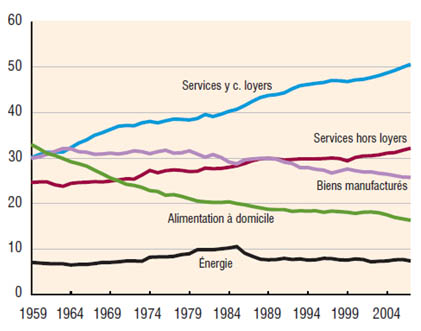 60
50
40
30
20
10
0
Services y c. loyers
Services hors loyers
Biens manufacturés
Alimentation à domicile
Énergie
1959 1964 1969 1974 1979 1984 1989 1994 1999 2004